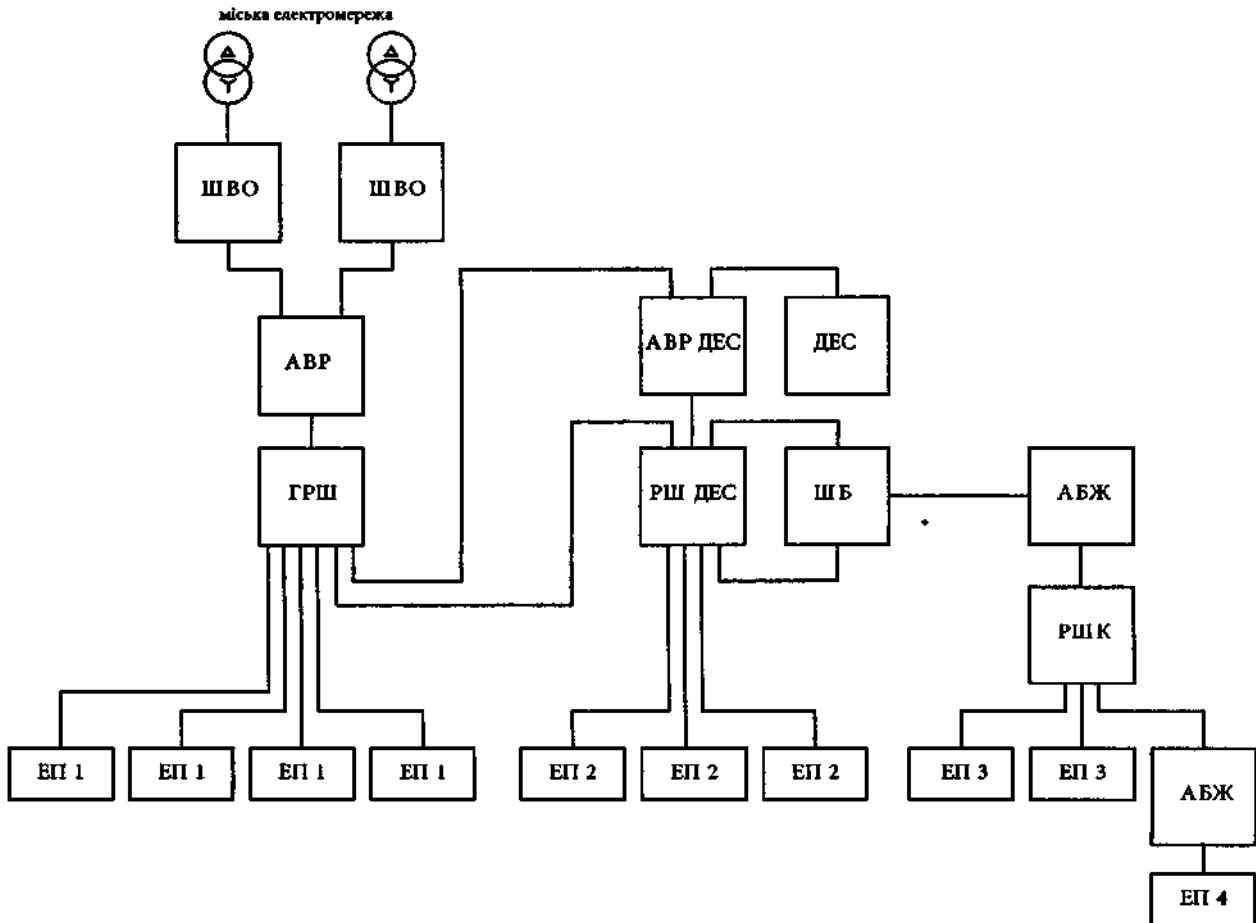 міська електромережа
ШВО ШВО
АВР ДЕС ДЕС
АВР
ГРШ РШ ДЕС ШБ АБЖ
РШК
ЕП 1 ЕП 1 ЕП 1 ЕП 1 ЕП 2 ЕП 2 ЕП 2 ЕП 3 ЕП 3
АБЖ
ЕП 4